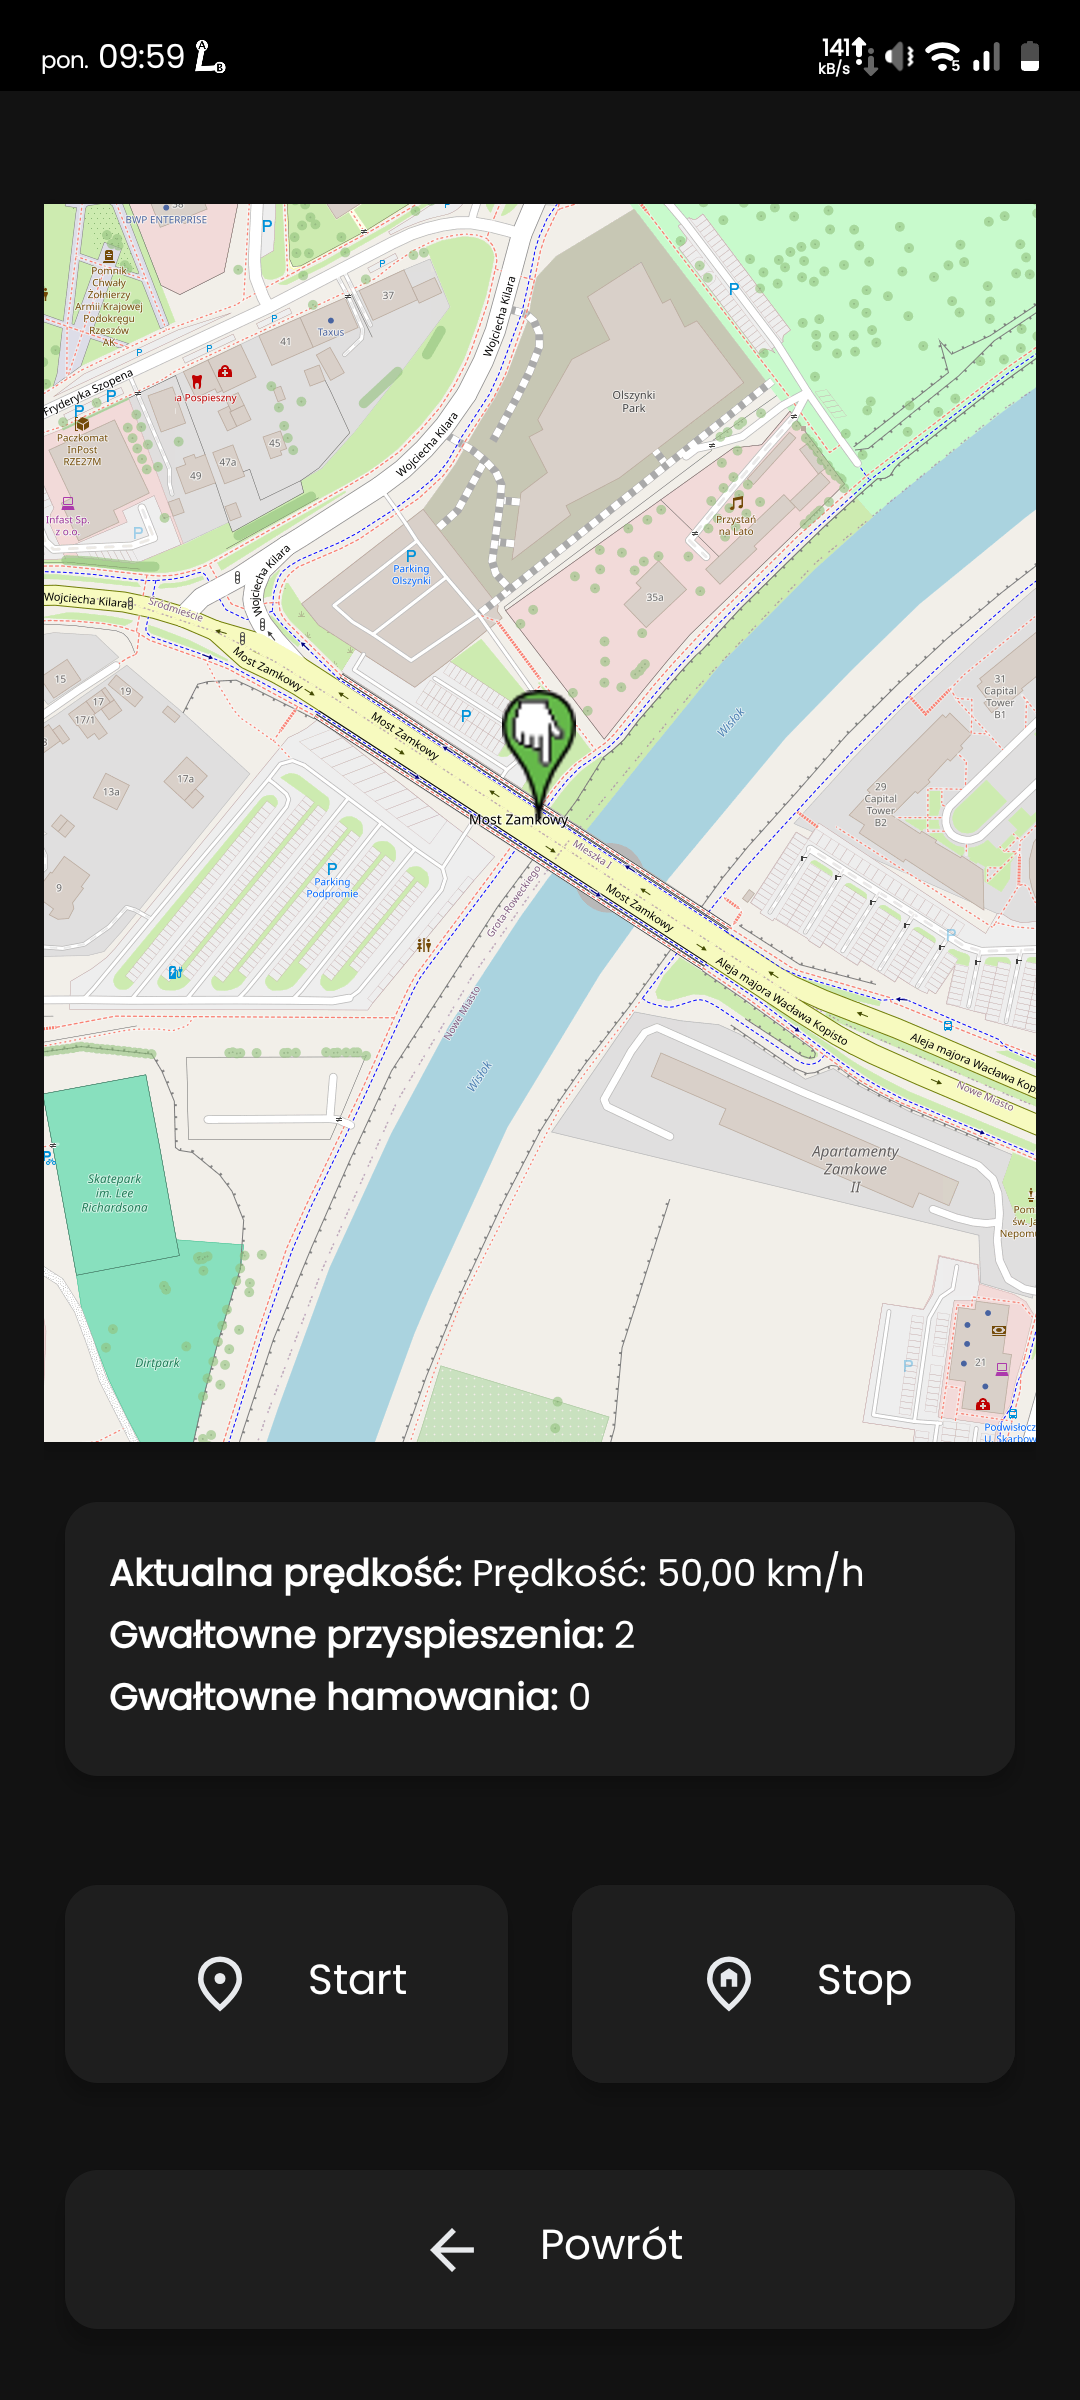 pon. 09:59
141
kB/s
5
BWP ENTERPRISE
Pomnik
Chwały
Żołnierzy
Armii Krajowej
Podokręgu
Rzeszów
AK
P
P
P
P
P
37
Taxus
41
Wojciecha Kilara
Fryderyka Szopena
P
P
a Pospieszny
Paczkomat
InPost
RZE27M
45
47a
49
Wojciecha Kilara
Olszynki
Park
P
Infast Sp.
z o.o.
P
Przystań
na Lato
P
Parking
Olszynki
35a
Wojciecha Kilara
Wojciecha Kilara
Śródmieście
Most Zamkowy
15
19
17
17/1
Most Zamkowy
P
Wisłok
31
Capital
Tower
B1
17a
13a
29
Capital
Tower
B2
Most Zamkowy
Mieszka I
P
Parking
Podpromie
9
Grota-Roweckiego
Most Zamkowy
P
Aleja majora Wacława Kopisto
Nowe Miasto
Aleja majora Wacława Kop
Nowe Miasto
Wisłok
Apartamenty
Zamkowe
II
Skatepark
im. Lee
Richardsona
Pom
św. Ja
Nepom
Dirtpark
P
21
Podwisłocz
U. Skarbow
Aktualna prędkość: Prędkość: 50,00 km/h
Gwałtowne przyspieszenia: 2
Gwałtowne hamowania: 0
Start
Stop
Powrót